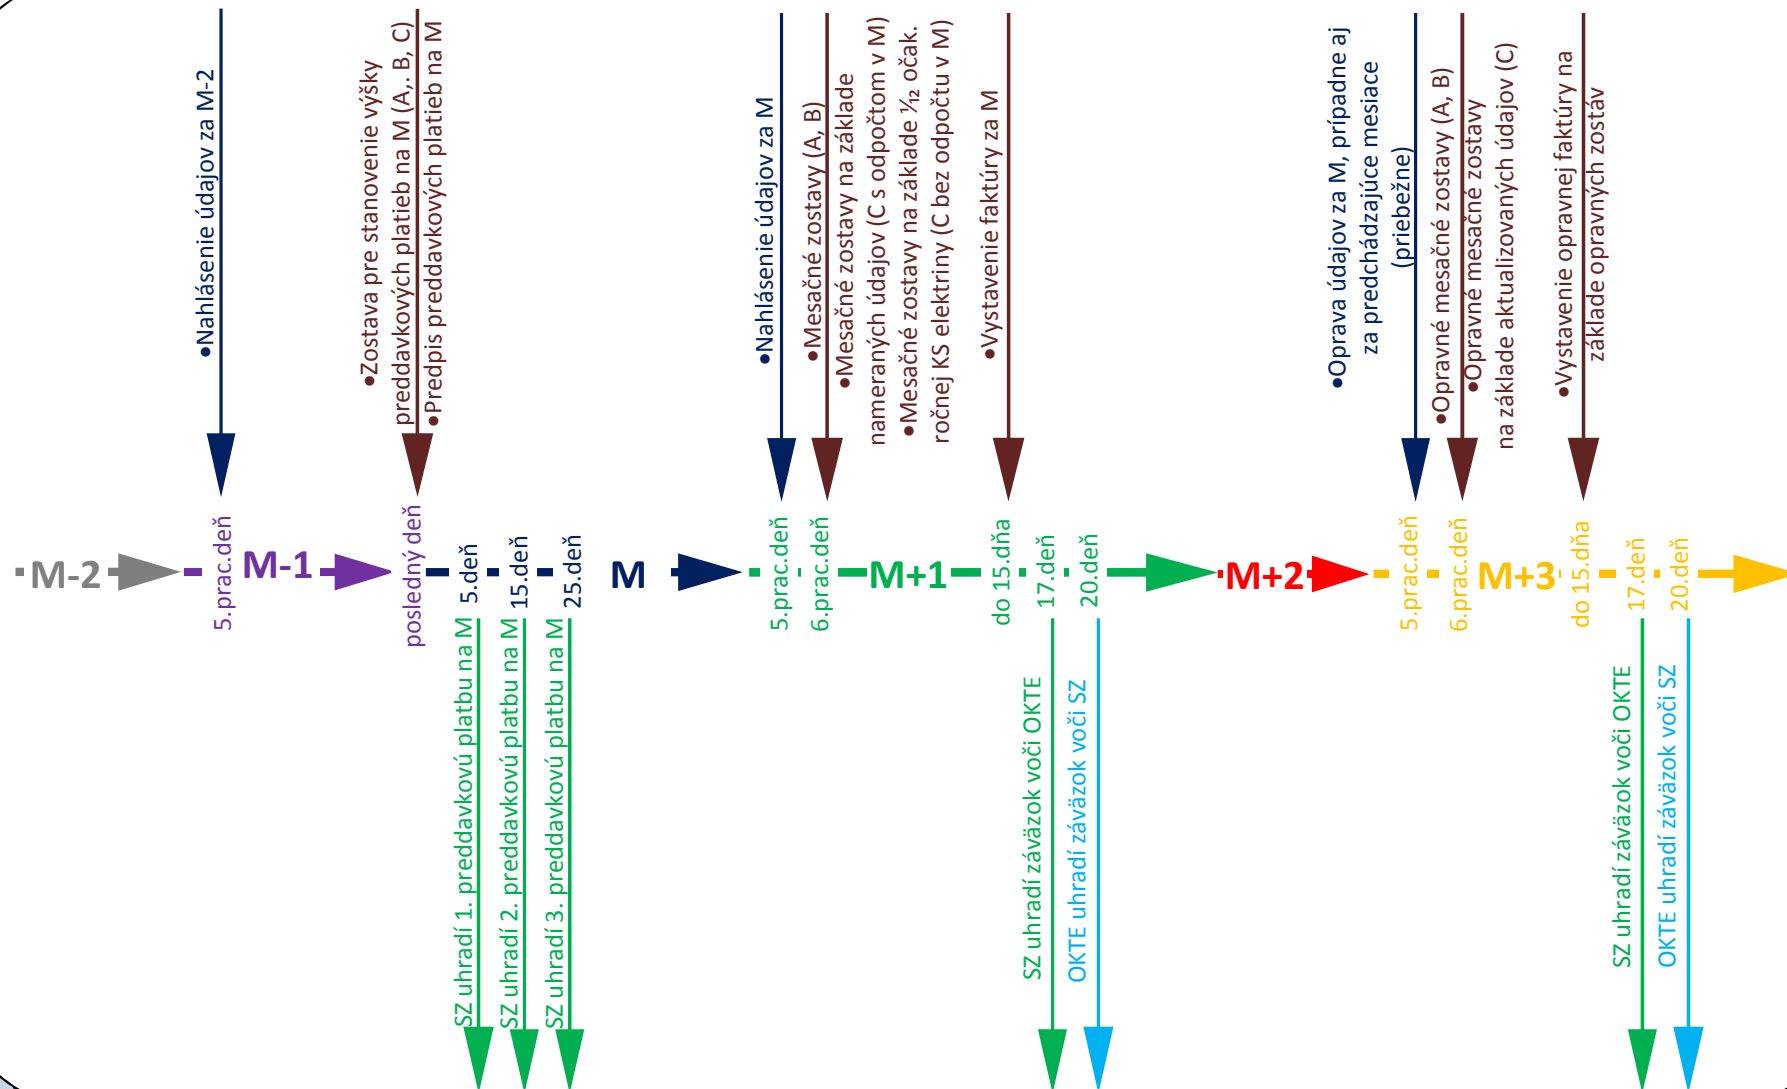 ●Nahlásenie údajov za M-2
●Zostava pre stanovenie výšky
preddavkových platieb na M (A,. B, C)
●Predpis preddavkových platieb na M
●Nahlásenie údajov za M
●Mesačné zostavy (A, B)
●Mesačné zostavy na základe
nameraných údajov (C s odpočtom v M)
●Mesačné zostavy na základe ¹⁄₁₂ očak.
ročnej KS elektriny (C bez odpočtu v M)
●Vystavenie faktúry za M
●Oprava údajov za M, prípadne aj
za predchádzajúce mesiace
(priebežne)
●Opravné mesačné zostavy (A, B)
●Opravné mesačné zostavy
na základe aktualizovaných údajov (C)
●Vystavenie opravnej faktúry na
základe opravných zostáv
M-2
5.prac.deň
M-1
posledný deň
5.deň
15.deň
25.deň
M
5.prac.deň
6.prac.deň
M+1
do 15.dňa
17.deň
20.deň
M+2
5.prac.deň
6.prac.deň
M+3
do 15.dňa
17.deň
20.deň
SZ uhradí 1. preddavkovú platbu na M
SZ uhradí 2. preddavkovú platbu na M
SZ uhradí 3. preddavkovú platbu na M
SZ uhradí záväzok voči OKTE
OKTE uhradí záväzok voči SZ
SZ uhradí záväzok voči OKTE
OKTE uhradí záväzok voči SZ